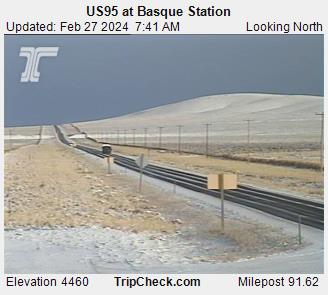 US95 at Basque Station
Updated: Feb 27 2024 7:41 AM Looking North
Elevation 4460 TripCheck.com Milepost 91.62